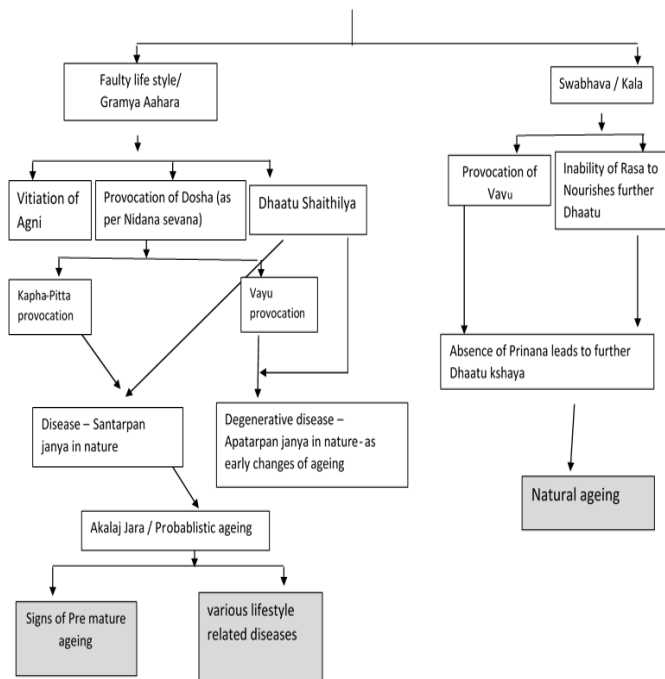 Faulty life style/
Gramya Aahara
Swabhava / Kala
Vitiation of
Agni
Provocation of Dosha (as
per Nidana sevana)
Dhaatu Shaithilya
Provocation of
Vavu
Inability of Rasa to
Nourishes further
Dhaatu
Kapha-Pitta
provocation
Vayu
provocation
Absence of Prinana leads to further
Dhaatu kshaya
Disease – Santarpan
janya in nature
Degenerative disease –
Apatarpan janya in nature- as
early changes of ageing
Natural ageing
Akalaj Jara / Probablistic ageing
Signs of Pre mature
ageing
various lifestyle
related diseases